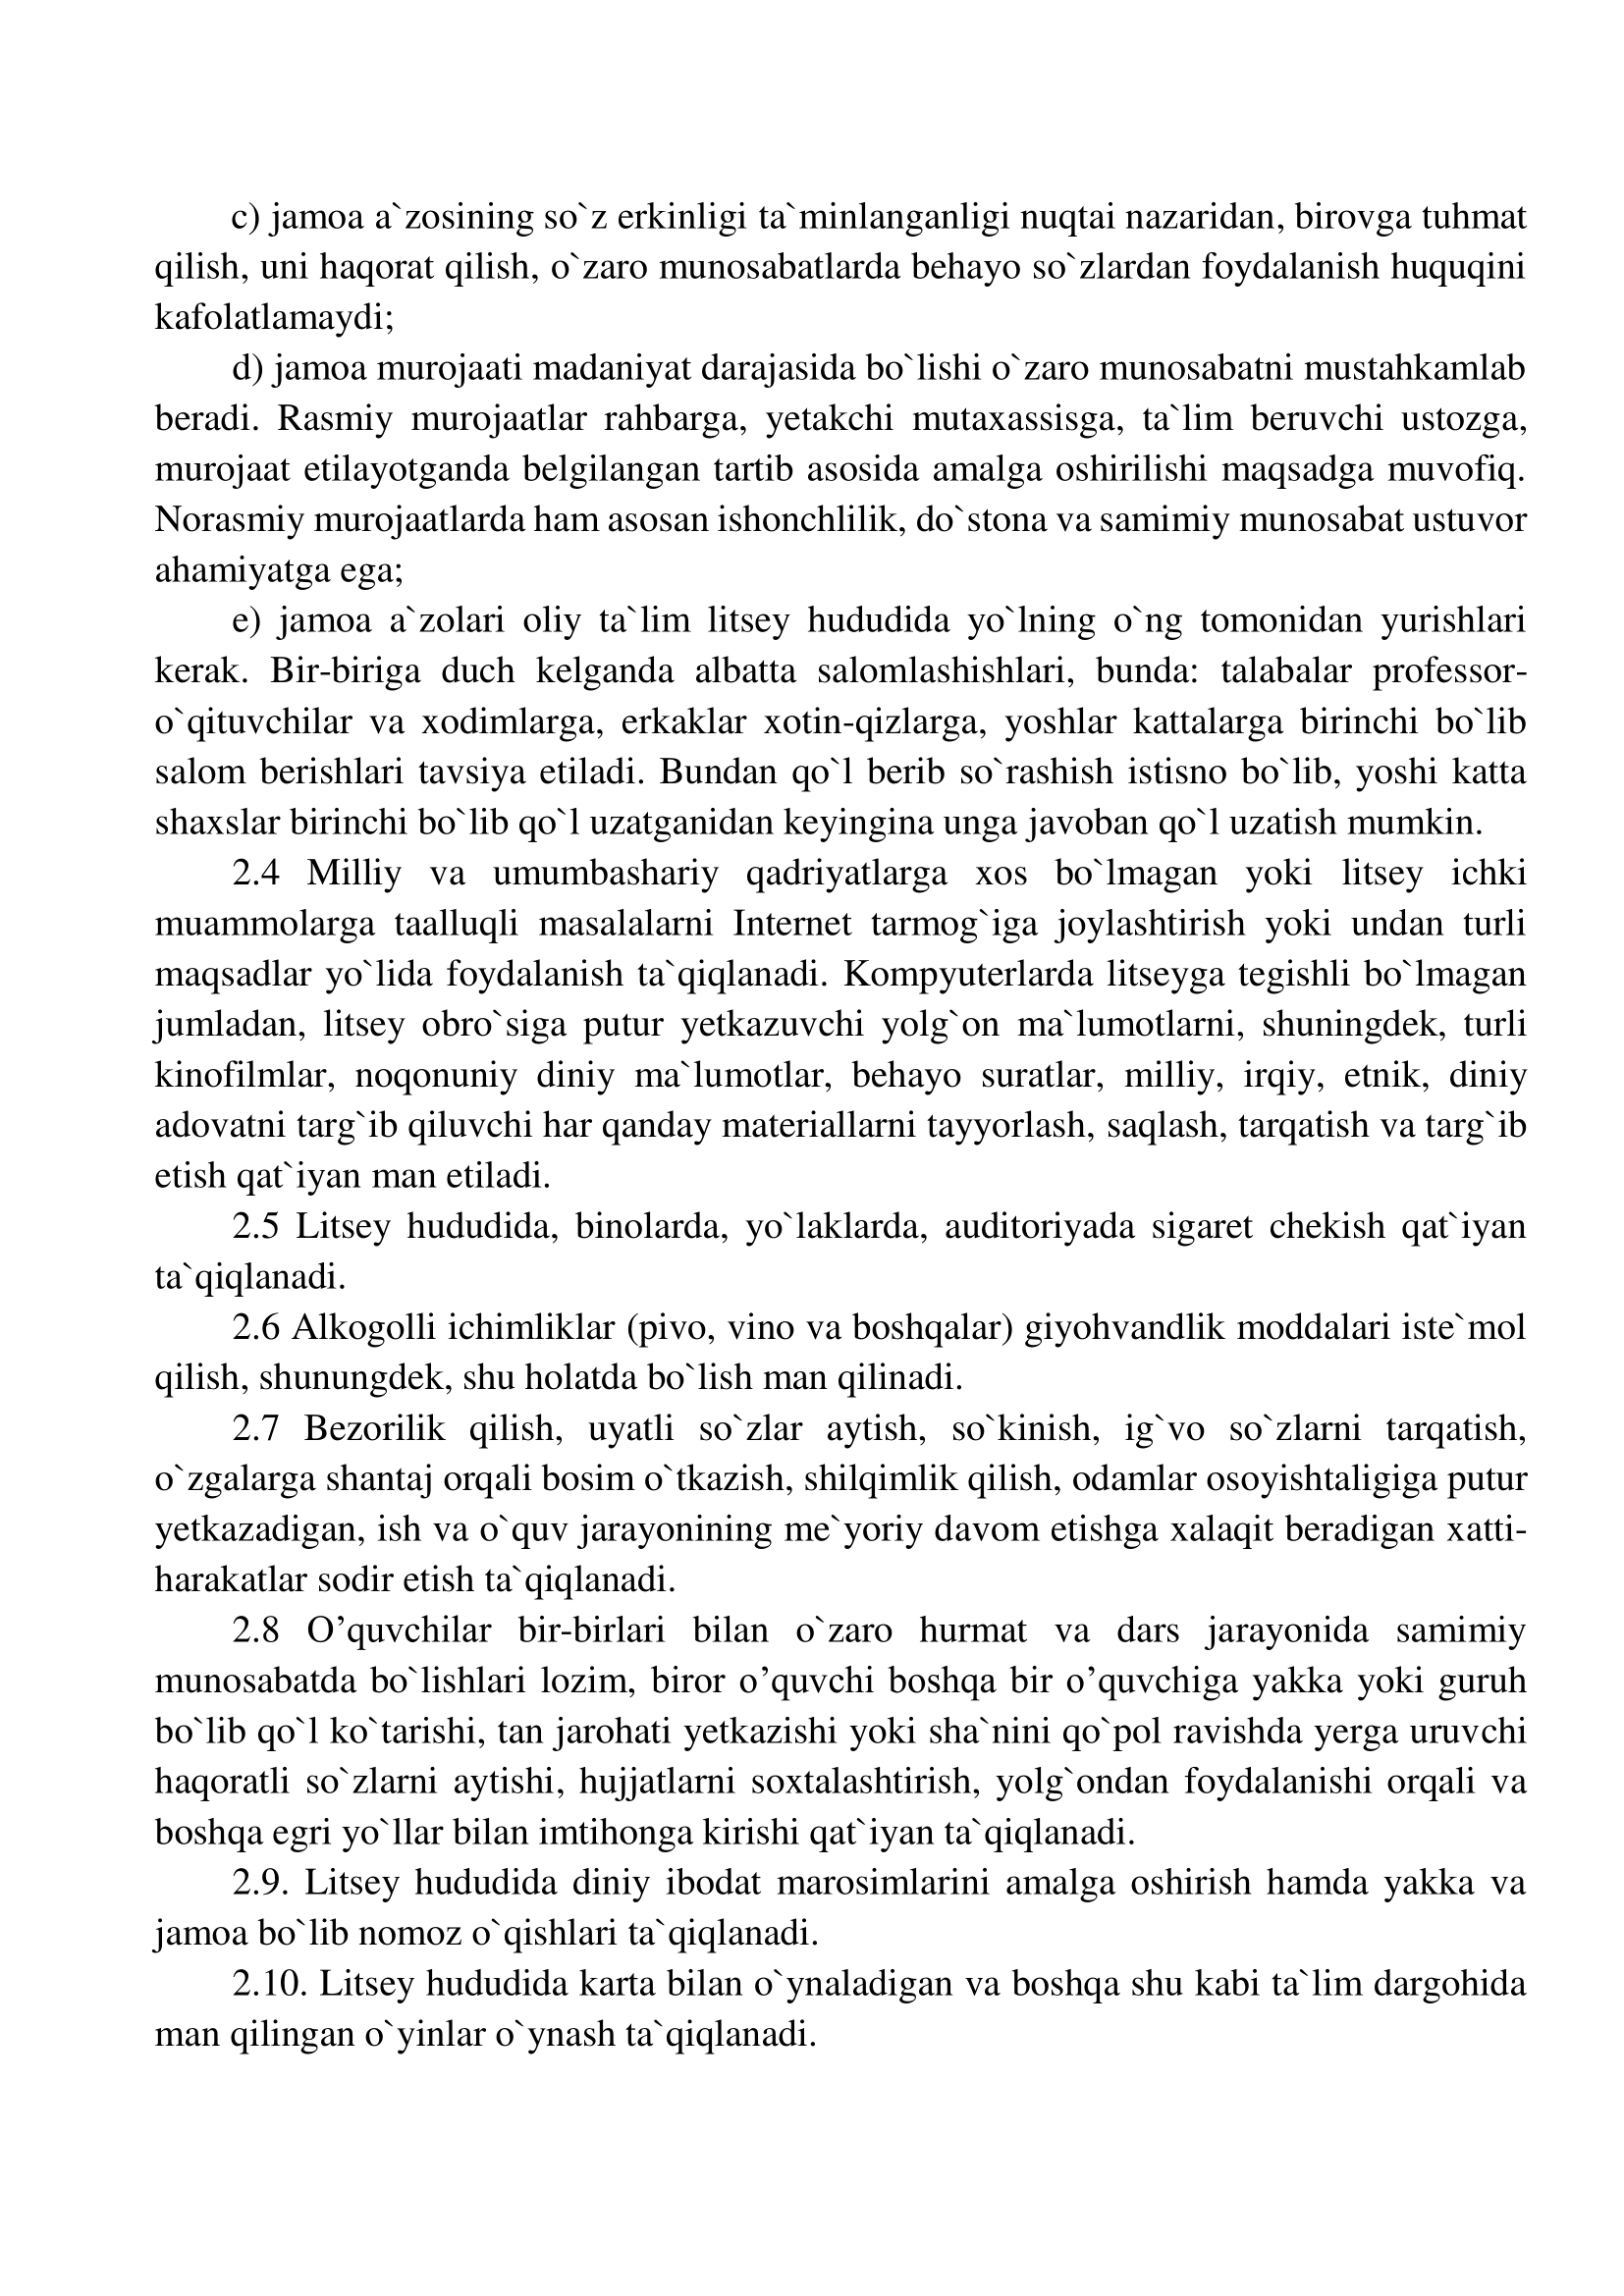 c) jamoa a`zosining so`z erkinligi ta`minlanganligi nuqtai nazaridan, birovga tuhmat
qilish, uni haqorat qilish, o`zaro munosabatlarda behayo so`zlardan foydalanish huquqini
kafolatlamaydi;
d) jamoa murojaati madaniyat darajasida bo`lishi o`zaro munosabatni mustahkamlab
beradi. Rasmiy murojaatlar rahbarga, yetakchi mutaxassisga, ta`lim beruvchi ustozga,
murojaat etilayotganda belgilangan tartib asosida amalga oshirilishi maqsadga muvofiq.
Norasmiy murojaatlarda ham asosan ishonchlilik, do`stona va samimiy munosabat ustuvor
ahamiyatga ega;
e) jamoa a`zolari oliy ta`lim litsey hududida yo`lning o`ng tomonidan yurishlari
kerak. Bir-biriga duch kelganda albatta salomlashishlari, bunda: talabalar professor-
o`qituvchilar va xodimlarga, erkaklar xotin-qizlarga, yoshlar kattalarga birinchi bo`lib
salom berishlari tavsiya etiladi. Bundan qo`l berib so`rashish istisno bo`lib, yoshi katta
shaxslar birinchi bo`lib qo`l uzatganidan keyingina unga javoban qo`l uzatish mumkin.
2.4 Milliy va umumbashariy qadriyatlarga xos bo`lmagan yoki litsey ichki
muammolarga taalluqli masalalarni Internet tarmog`iga joylashtirish yoki undan turli
maqsadlar yo`lida foydalanish ta`qiqlanadi. Kompyuterlarda litseyga tegishli bo`lmagan
jumladan, litsey obro`siga putur yetkazuvchi yolg`on ma`lumotlarni, shuningdek, turli
kinofilmlar, noqonuniy diniy ma`lumotlar, behayo suratlar, milliy, irqiy, etnik, diniy
adovatni targ`ib qiluvchi har qanday materiallarni tayyorlash, saqlash, tarqatish va targ`ib
etish qat`iyan man etiladi.
2.5 Litsey hududida, binolarda, yo`laklarda, auditoriyada sigaret chekish qat`iyan
ta`qiqlanadi.
2.6 Alkogolli ichimliklar (pivo, vino va boshqalar) giyohvandlik moddalari iste`mol
qilish, shunungdek, shu holatda bo`lish man qilinadi.
2.7 Bezorilik qilish, uyatli so`zlar aytish, so`kinish, ig`vo so`zlarni tarqatish,
o`zgalarga shantaj orqali bosim o`tkazish, shilqimlik qilish, odamlar osoyishtaligiga putur
yetkazadigan, ish va o`quv jarayonining me`yoriy davom etishga xalaqit beradigan xatti-
harakatlar sodir etish ta`qiqlanadi.
2.8 O’quvchilar bir-birlari bilan o`zaro hurmat va dars jarayonida samimiy
munosabatda bo`lishlari lozim, biror o’quvchi boshqa bir o’quvchiga yakka yoki guruh
bo`lib qo`l ko`tarishi, tan jarohati yetkazishi yoki sha`nini qo`pol ravishda yerga uruvchi
haqoratli so`zlarni aytishi, hujjatlarni soxtalashtirish, yolg`ondan foydalanishi orqali va
boshqa egri yo`llar bilan imtihonga kirishi qat`iyan ta`qiqlanadi.
2.9. Litsey hududida diniy ibodat marosimlarini amalga oshirish hamda yakka va
jamoa bo`lib nomoz o`qishlari ta`qiqlanadi.
2.10. Litsey hududida karta bilan o`ynaladigan va boshqa shu kabi ta`lim dargohida
man qilingan o`yinlar o`ynash ta`qiqlanadi.